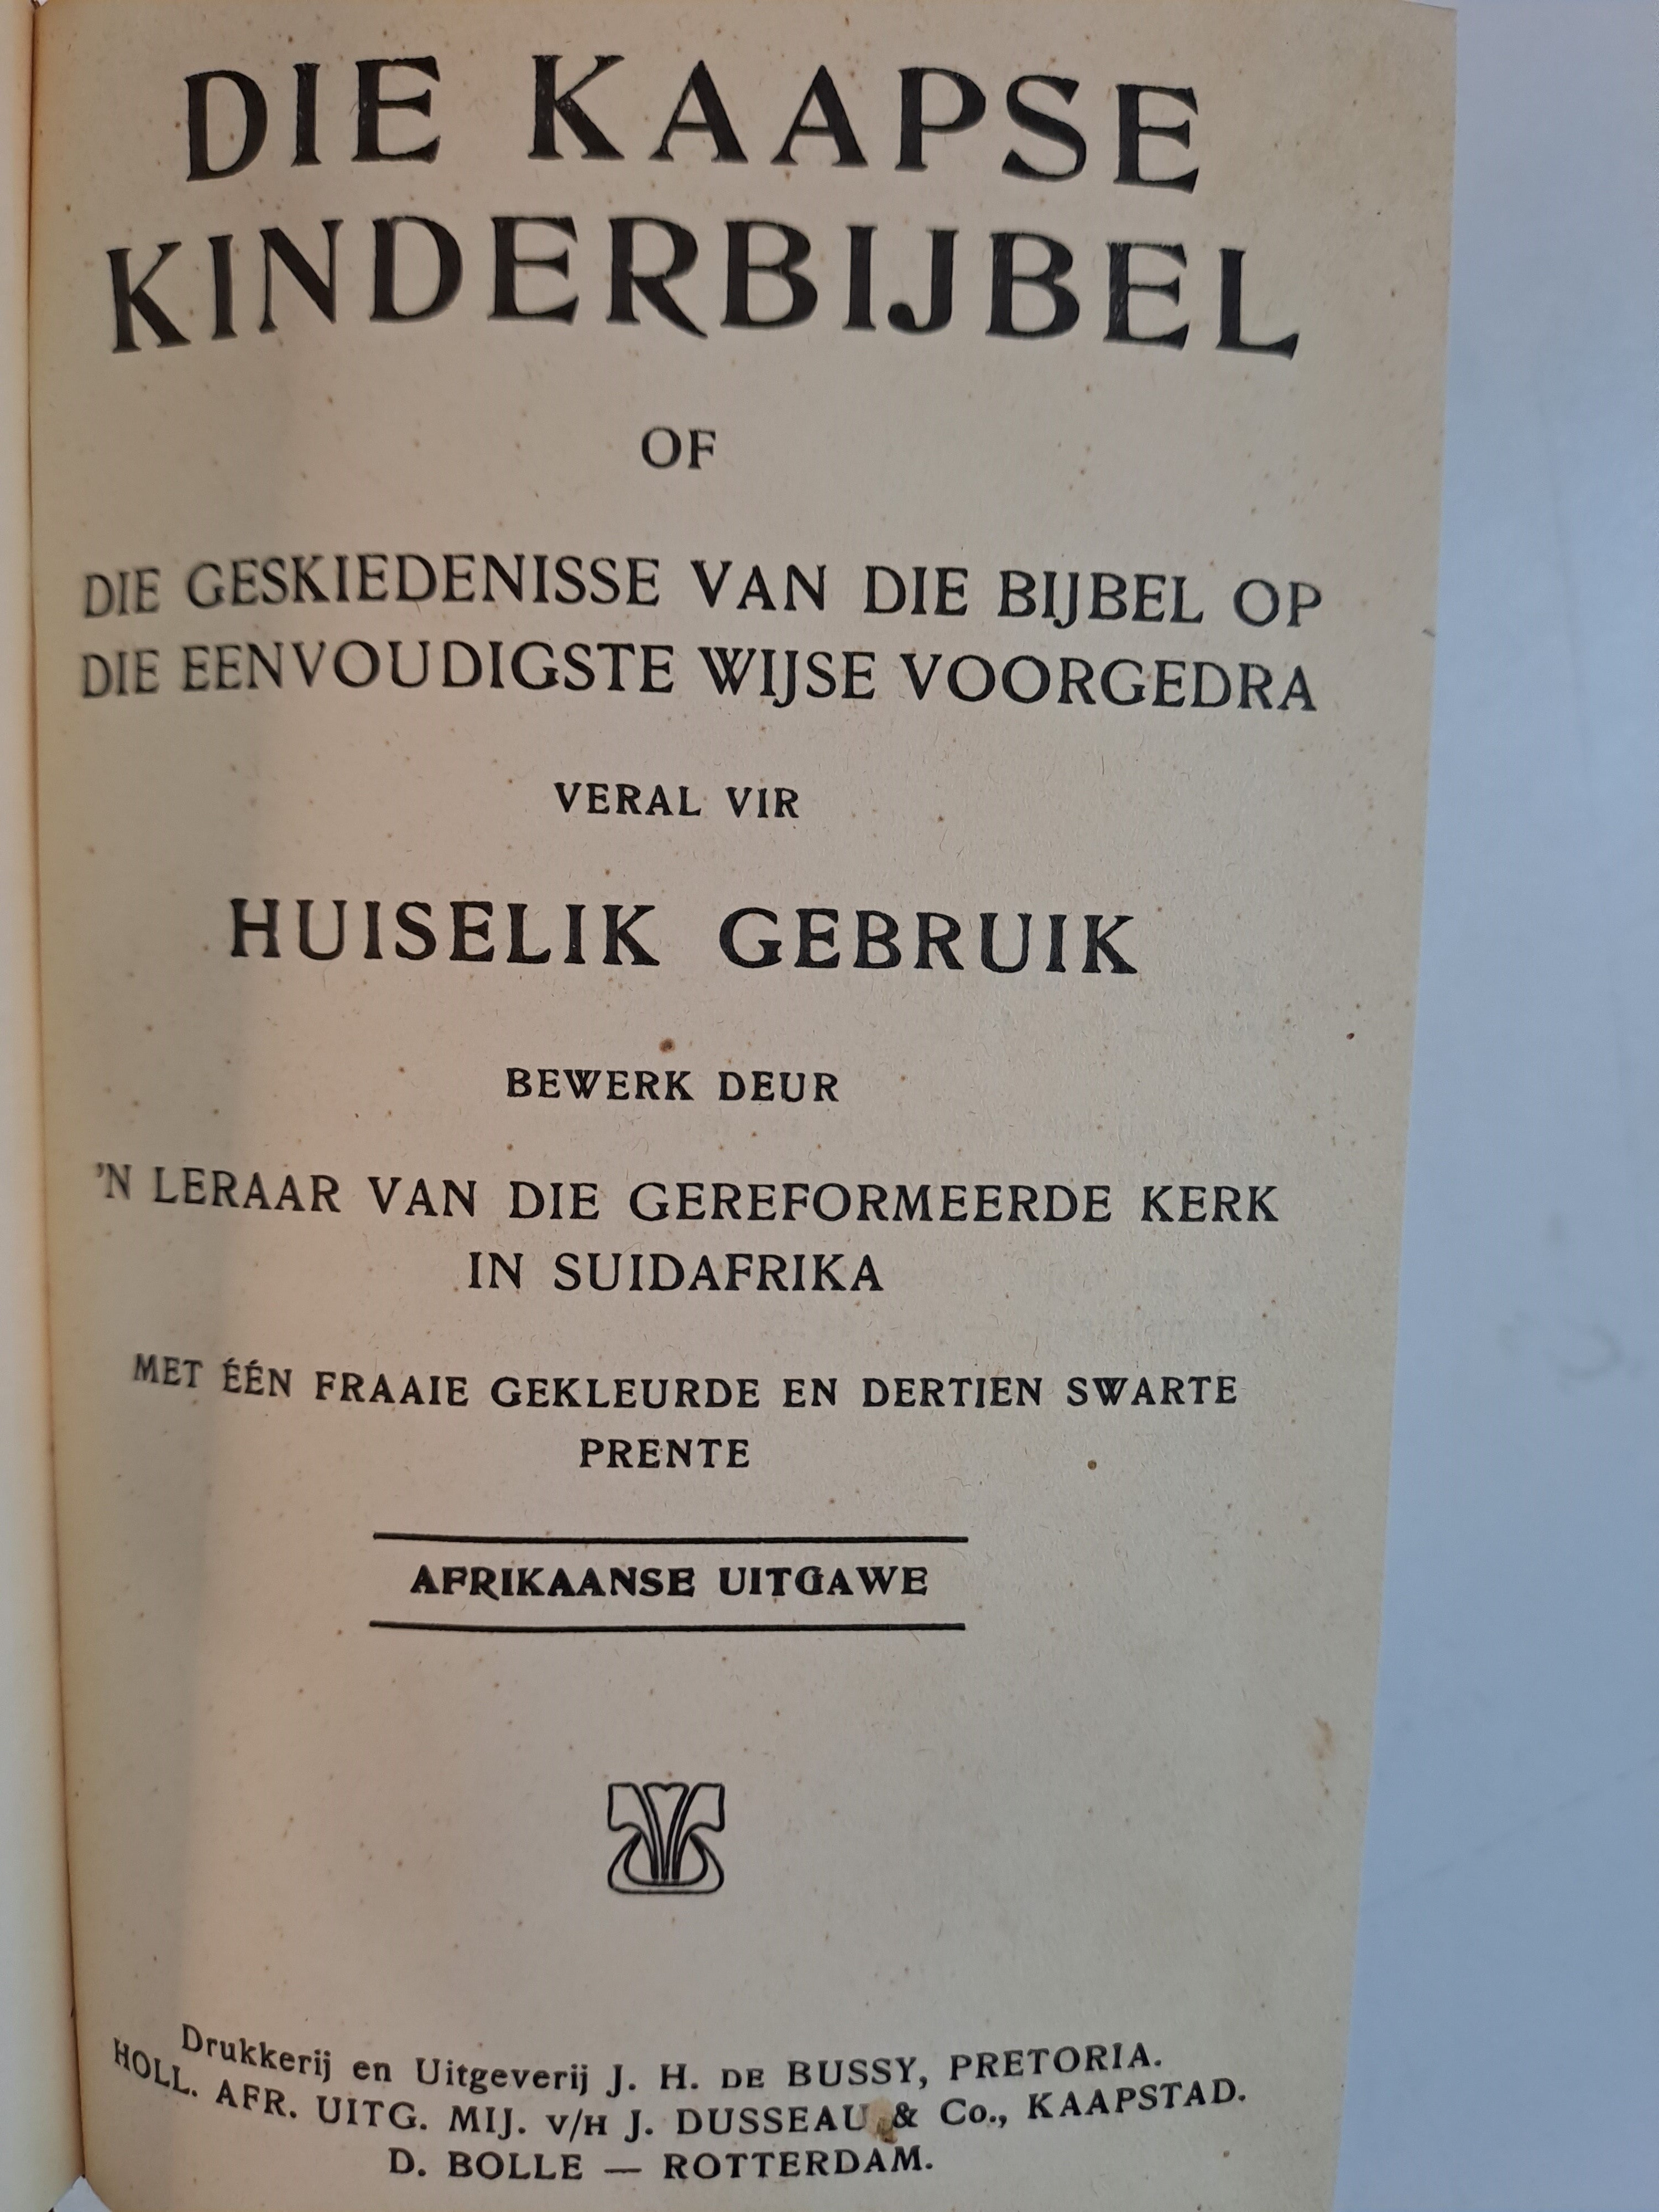 DIE KAAPSE
KINDERBIJBEL
OF
DIE GESKIEDENISSE VAN DIE BIJBEL OP
DIE EENVOUDIGSTE WIJSE VOORGEDRA
VERAL VIR
HUISELIK GEBRUIK
BEWERK DEUR
'N LERAAR VAN DIE GEREFORMEERDE KERK
IN SUIDAFRIKA
MET ÉÉN FRAAIE GEKLEURDE EN DERTIEN SWARTE
PRENTE
AFRIKAANSE UITGAWE
Drukkerij en Uitgeverij J. H. DE BUSSY, PRETORIA.
HOLL. AFR. UITG. MIJ. V/H J. DUSSEAU & Co., KAAPSTAD.
D. BOLLE — ROTTERDAM.